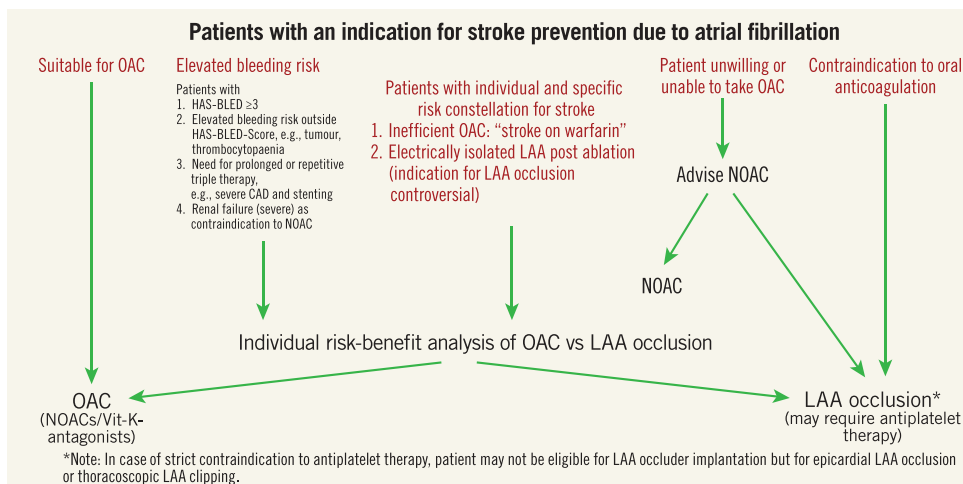 Patients with an indication for stroke prevention due to atrial fibrillation
Suitable for OAC
Elevated bleeding risk
Patients with
1. HAS-BLED ≥3
2. Elevated bleeding risk outside
HAS-BLED-Score, e.g., tumour,
thrombocytopaenia
3. Need for prolonged or repetitive
triple therapy,
e.g., severe CAD and stenting
4. Renal failure (severe) as
contraindication to NOAC
Patients with individual and specific
risk constellation for stroke
1. Inefficient OAC: “stroke on warfarin”
2. Electrically isolated LAA post ablation
(indication for LAA occlusion
controversial)
Patient unwilling or
unable to take OAC
Contraindication to oral
anticoagulation
Advise NOAC
NOAC
Individual risk-benefit analysis of OAC vs LAA occlusion
OAC
(NOACs/Vit-K-
antagonists)
LAA occlusion*
(may require antiplatelet
therapy)
*Note: In case of strict contraindication to antiplatelet therapy, patient may not be eligible for LAA occluder implantation but for epicardial LAA occlusion
or thoracoscopic LAA clipping.